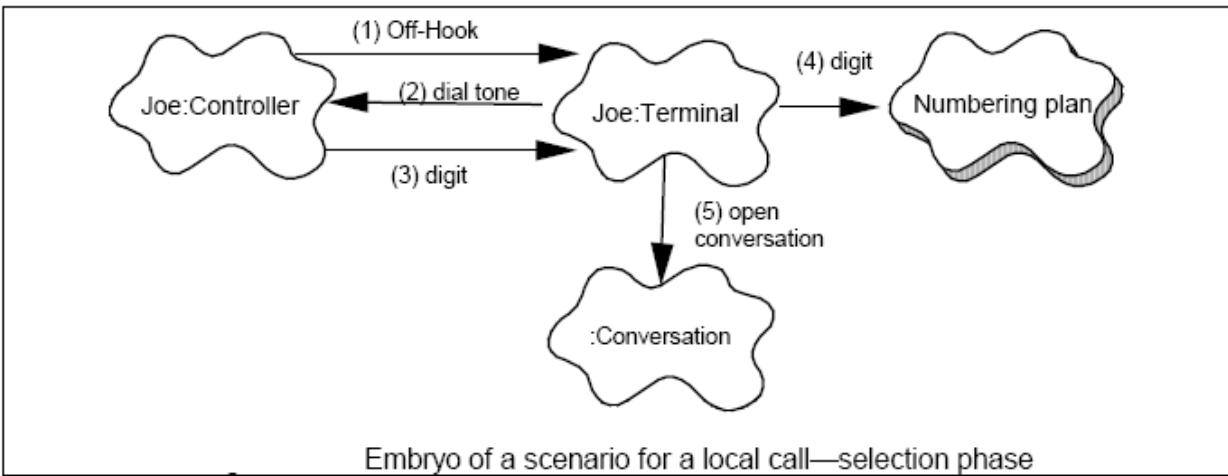 (1) Off-Hook
Joe:Controller
(2) dial tone
Joe:Terminal
(4) digit
Numbering plan
(3) digit
(5) open
conversation
:Conversation
Embryo of a scenario for a local call—selection phase